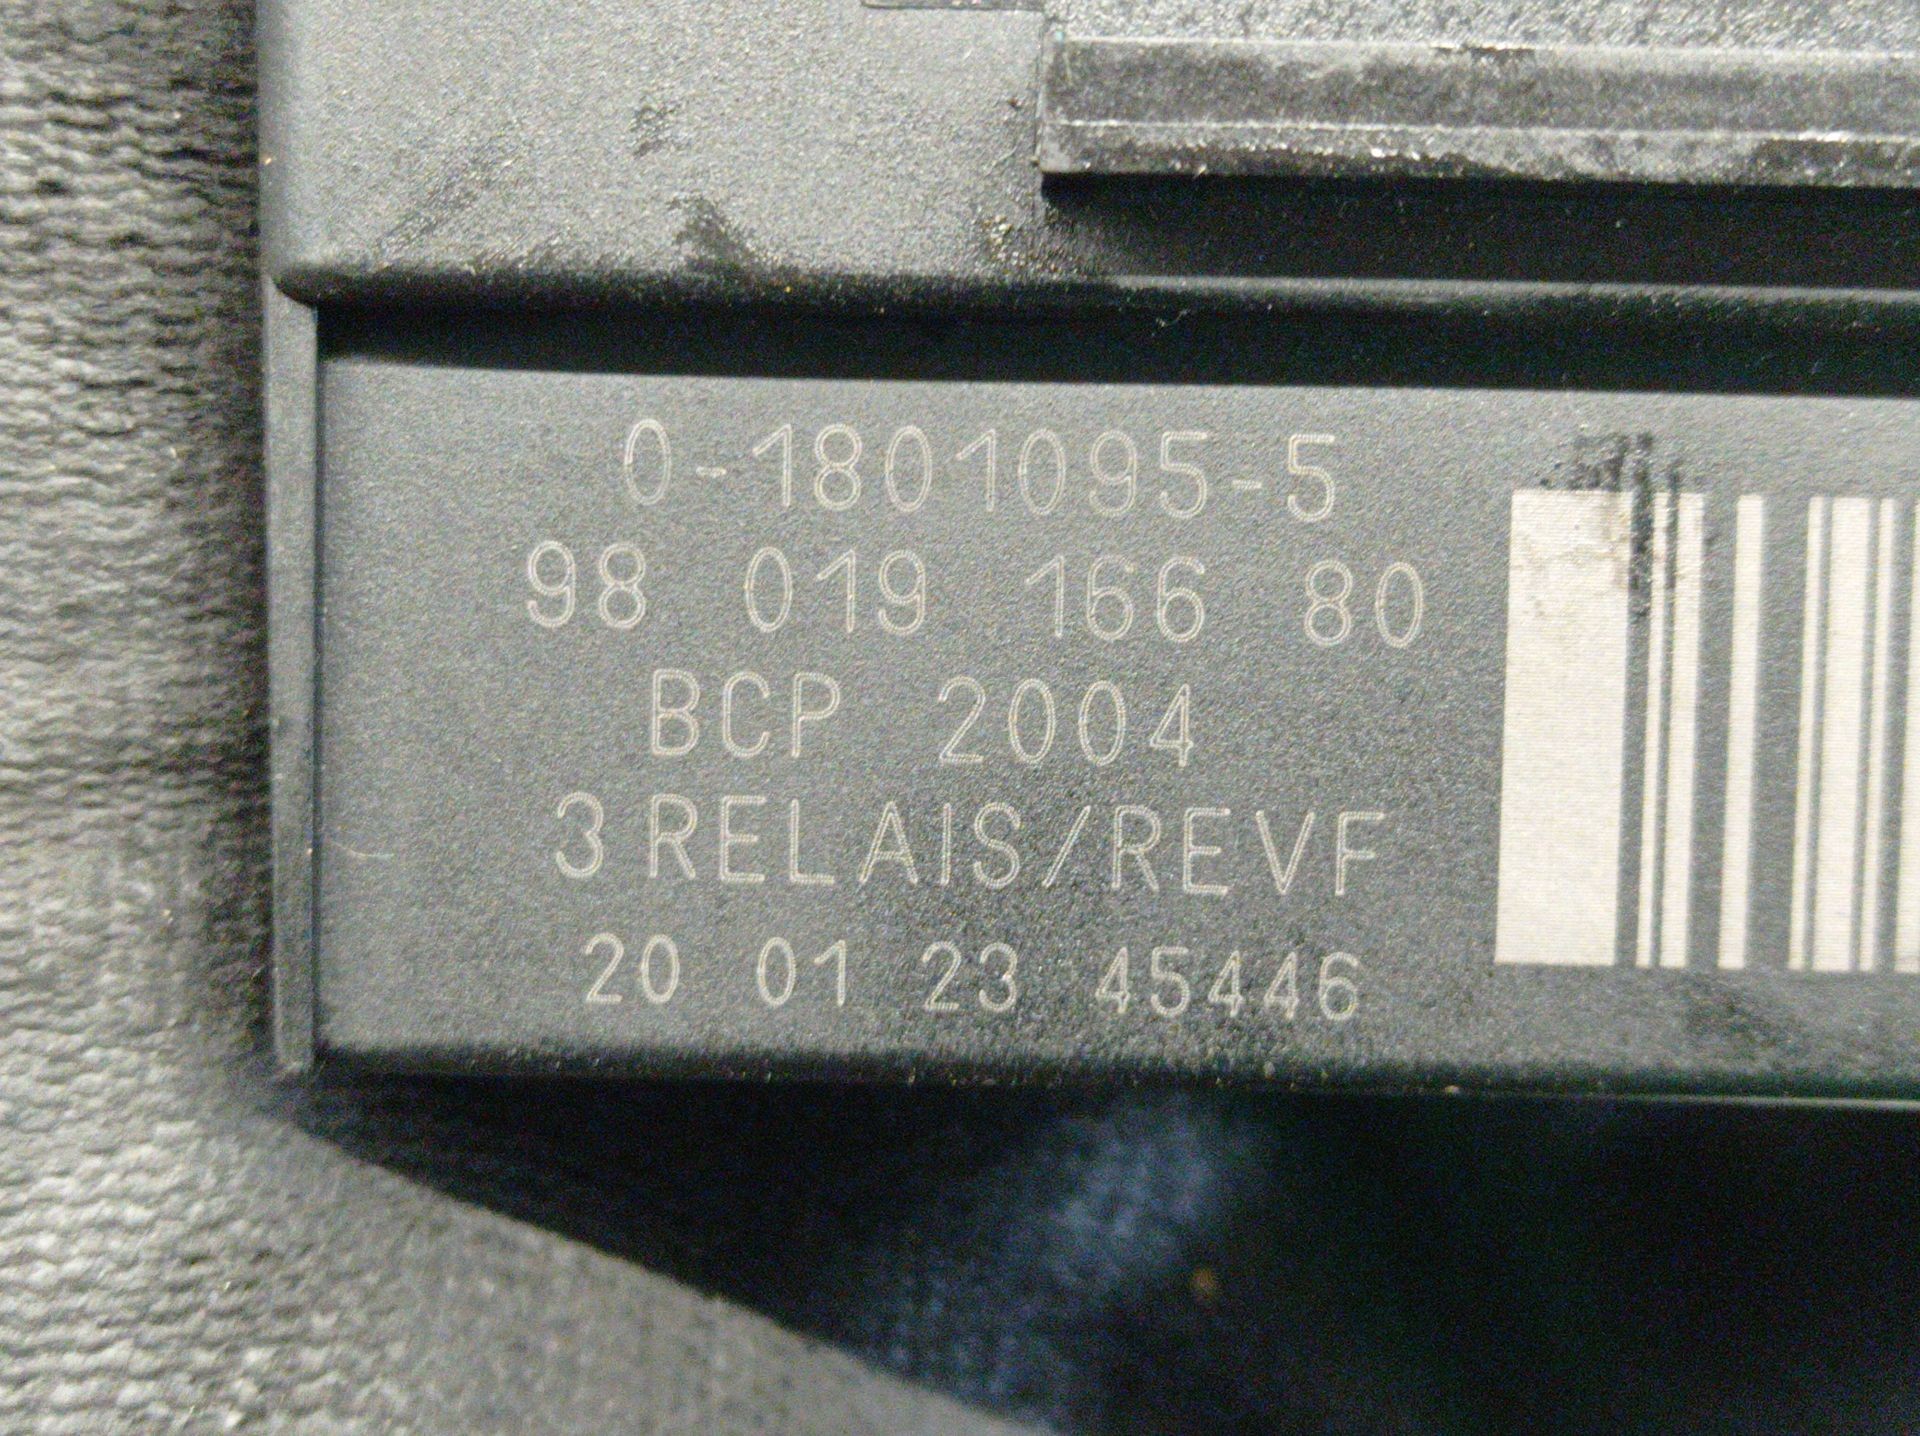 0-1801095-5
98 019 166 80
BCP 2004
3 RELAIS/REVF
20 01 23 45446